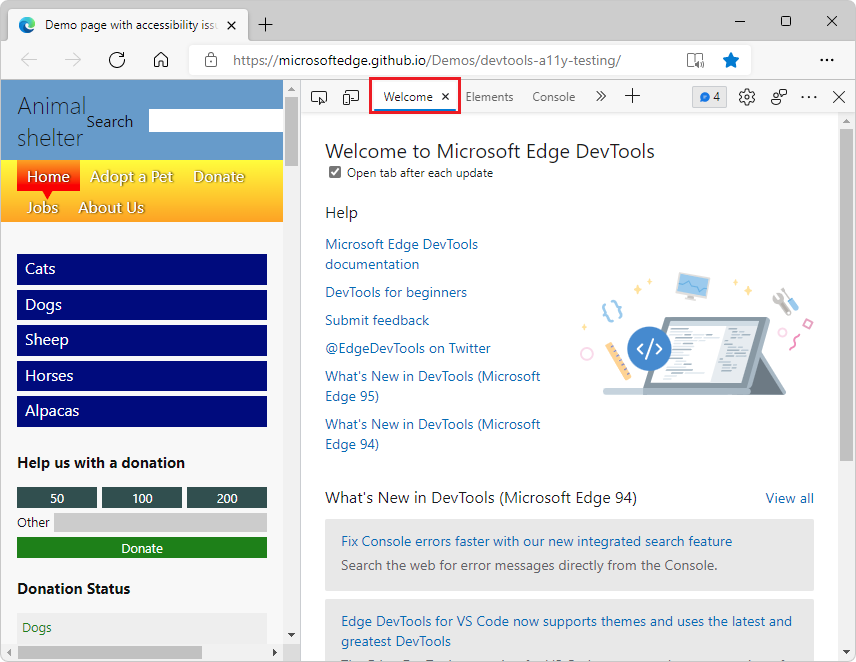 Demo page with accessibility iss
https://microsoftedge.github.io/Demos/devtools-a11y-testing/
Animal
shelter
Search
Home
Adopt a Pet
Donate
Jobs
About Us
Cats
Dogs
Sheep
Horses
Alpacas
Help us with a donation
50
100
200
Other
Donate
Donation Status
Dogs
Welcome
Elements
Console
4
Welcome to Microsoft Edge DevTools
Open tab after each update
Help
Microsoft Edge DevTools
documentation
DevTools for beginners
Submit feedback
@EdgeDevTools on Twitter
What's New in DevTools (Microsoft
Edge 95)
What's New in DevTools (Microsoft
Edge 94)
What's New in DevTools (Microsoft Edge 94)
View all
Fix Console errors faster with our new integrated search feature
Search the web for error messages directly from the Console.
Edge DevTools for VS Code now supports themes and uses the latest and
greatest DevTools